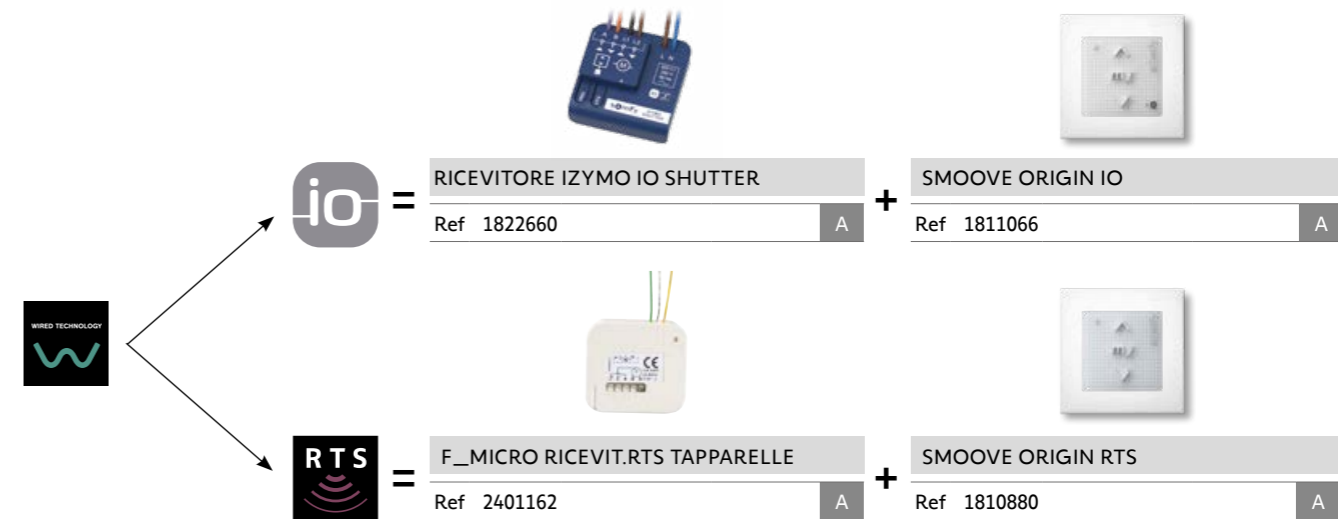 io
=
RICEVITORE IZYMO IO SHUTTER
Ref 1822660 A
+
SMOOVE ORIGIN IO
Ref 1811066 A
WIRED TECHNOLOGY
RTS
=
F_MICRO RICEVIT.RTS TAPPARELLE
Ref 2401162 A
+
SMOOVE ORIGIN RTS
Ref 1810880 A